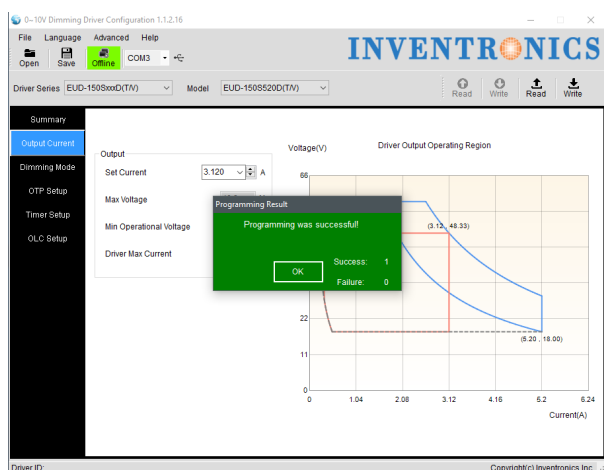 0~10V Dimming Driver Configuration 1.1.2.16
File Language Advanced Help
Open Save Offline COM3
INVENTRONICS
Driver Series EUD-150SxxxD(T/V) Model EUD-150S520D(T/V) Read Write Read Write
Summary
Output Current
Dimming Mode
OTP Setup
Timer Setup
OLC Setup
Output
Set Current 3.120 A
Max Voltage
Min Operational Voltage
Driver Max Current
Programming Result
Programming was successful!
Success: 1
OK
Failure: 0
Voltage(V) Driver Output Operating Region
66
(3.12 , 48.33)
22
(5.20 , 18.00)
11
0
0 1.04 2.08 3.12 4.16 5.2 6.24
Current(A)
Driver ID: Copyright(c) Inventronics Inc.